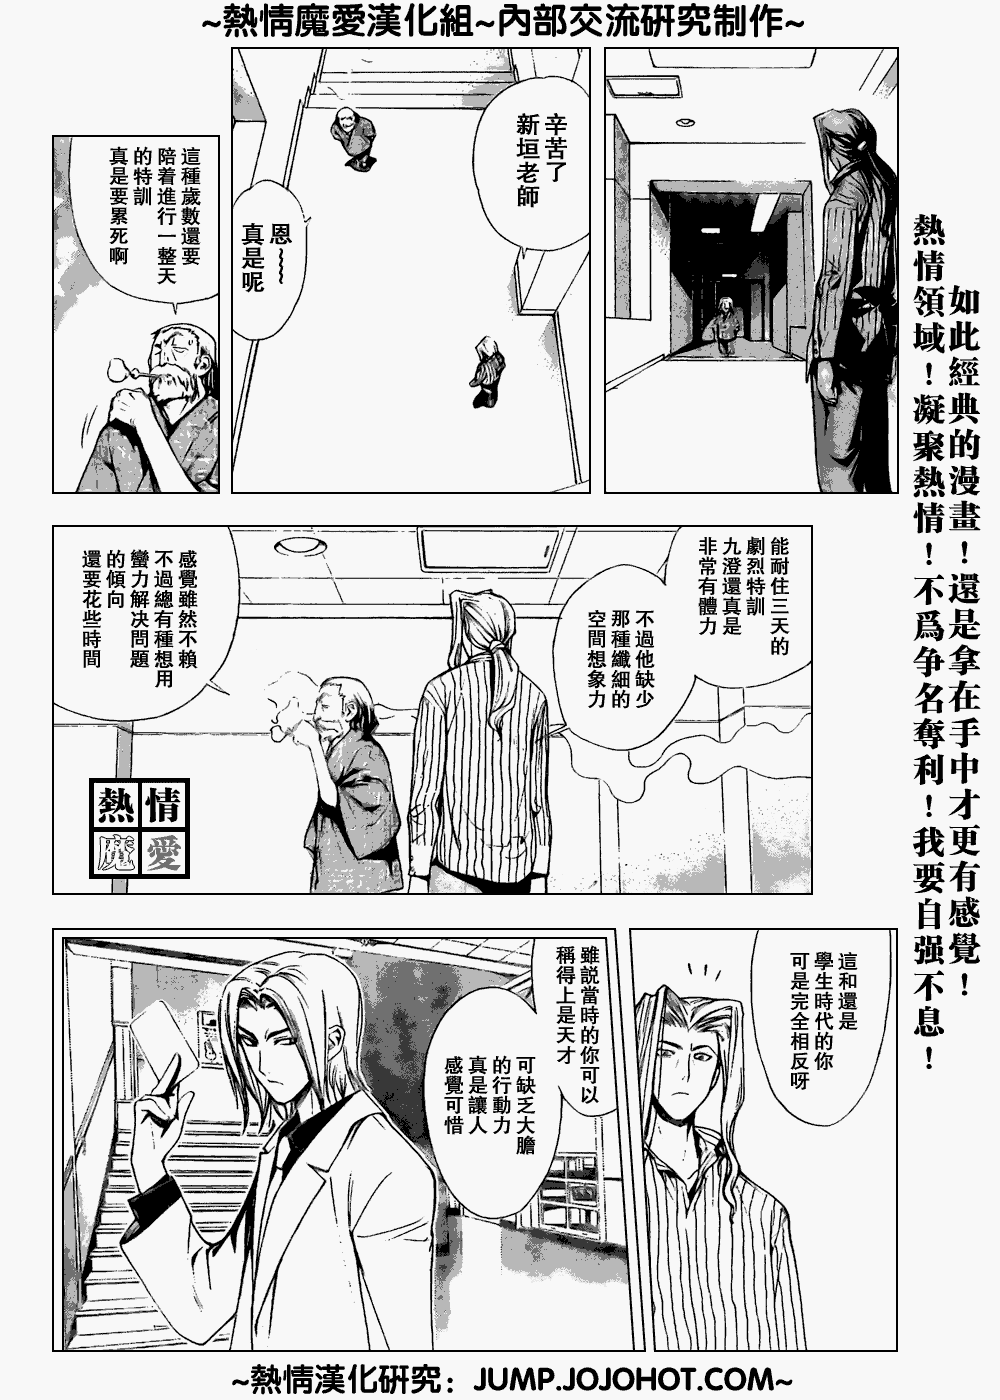 ~熱情魔愛漢化組~內部交流研究制作~
辛苦了
新垣老師
恩~~~
真是呢
這種歲數還要
陪着進行一整天
的特訓
真是要累死啊
能耐住三天的
劇烈特訓
九澄還真是
非常有體力
不過他缺少
那種纖細的
空間想象力
感覺雖然不賴
不過總有種想用
蠻力解決問題
的傾向
還要花些時間
熱情
魔愛
這和還是
學生時代的你
可是完全相反呀
雖説當時的你可以
稱得上是天才
可缺乏大膽
的行動力
真是讓人
感覺可惜
如此經典的漫畫！還是拿在手中才更有感覺！
熱情領域！凝聚熱情！不爲争名奪利！我要自强不息！
~熱情漢化研究：JUMP.JOJOHOT.COM~